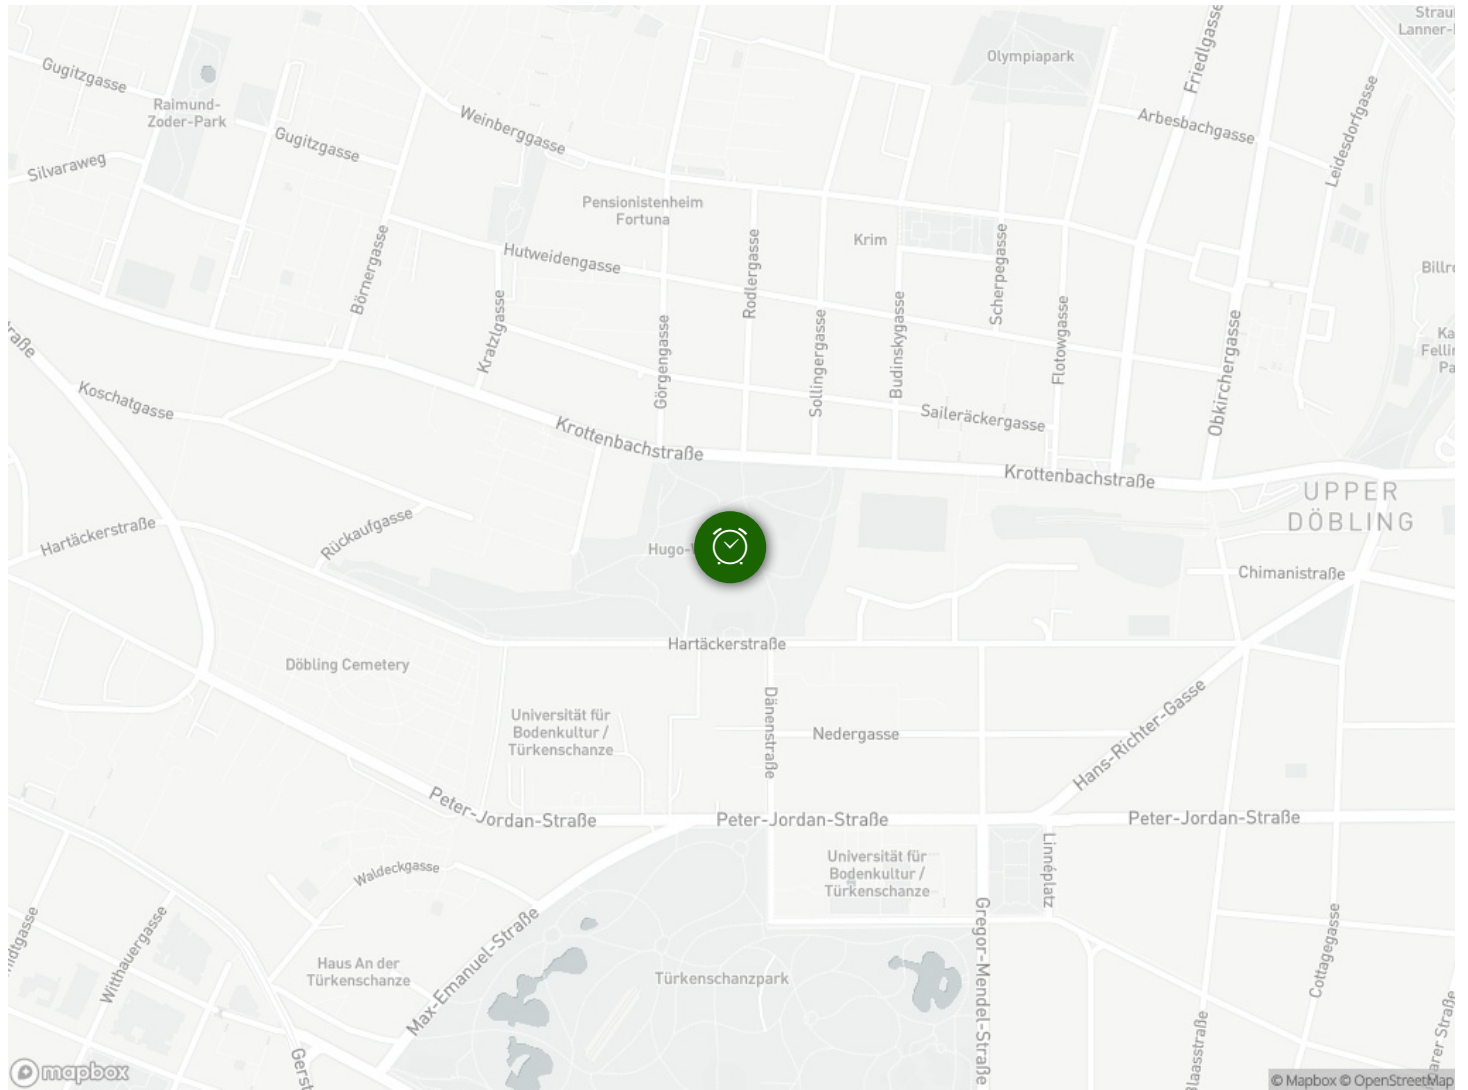 Gugitzgasse
Raimund-
Zoder-Park
Gugitzgasse
Silvaraweg
Weinberggasse
Olympiapark
Friedlgasse
Arbesbachgasse
Leidesdorfgasse
Pensionistenheim
Fortuna
Krim
Hutweidengasse
Börnergasse
Kratzlgasse
Görgengasse
Rodlergasse
Sollingergasse
Budinskygasse
Scherpegasse
Flotowgasse
Obkirchergasse
Koschatgasse
Saileräckergasse
Krottenbachstraße
Krottenbachstraße
UPPER
DÖBLING
Hartäckerstraße
Rückaufgasse
Hugo-
Chimanistraße
Hartäckerstraße
Döbling Cemetery
Universität für
Bodenkultur /
Türkenschanze
Dänenstraße
Nedergasse
Hans-Richter-Gasse
Peter-Jordan-Straße
Peter-Jordan-Straße
Peter-Jordan-Straße
Waldeckgasse
Universität für
Bodenkultur /
Türkenschanze
Linnéplatz
Witthauergasse
Haus An der
Türkenschanze
Max-Emanuel-Straße
Türkenschanzpark
Gregor-Mendel-Straße
Cottagegasse
mapbox
© Mapbox © OpenStreetMap